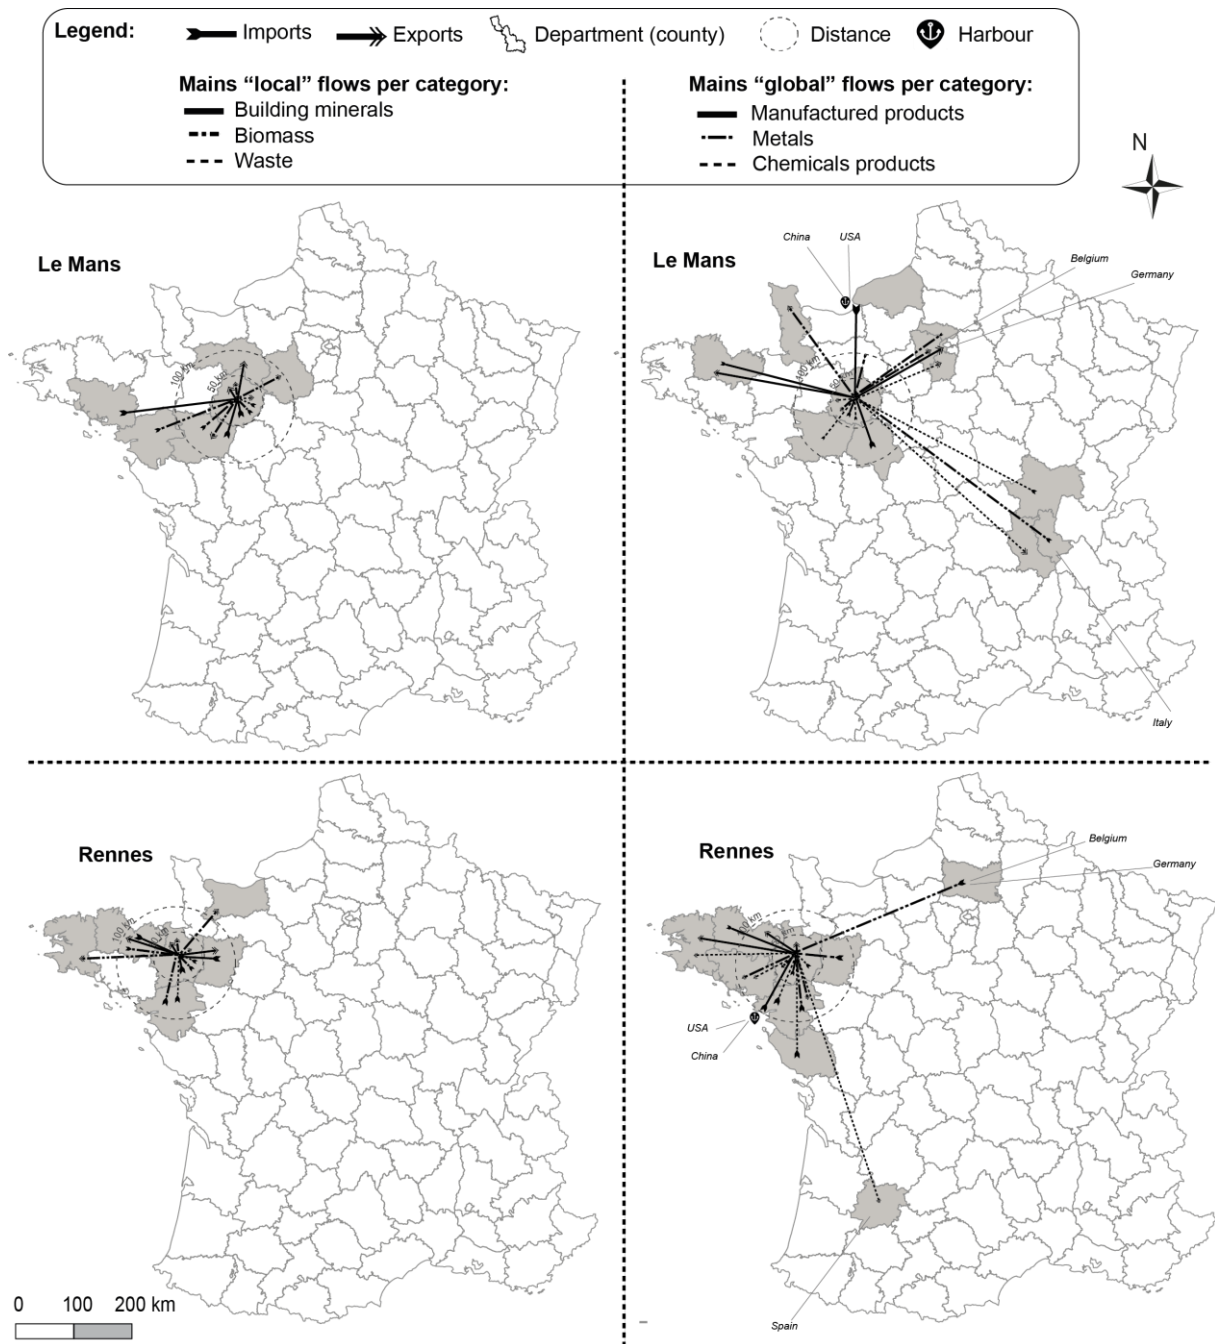 Legend: Imports Exports Department (county) Distance Harbour
Mains “local” flows per category:
Building minerals
Biomass
Waste
Mains “global” flows per category:
Manufactured products
Metals
Chemicals products
N
Le Mans
100 km
50 km
Le Mans
China
USA
Belgium
Germany
50 km
Italy
Rennes
100 km
km
Rennes
Belgium
Germany
km
USA
China
Spain
0 100 200 km